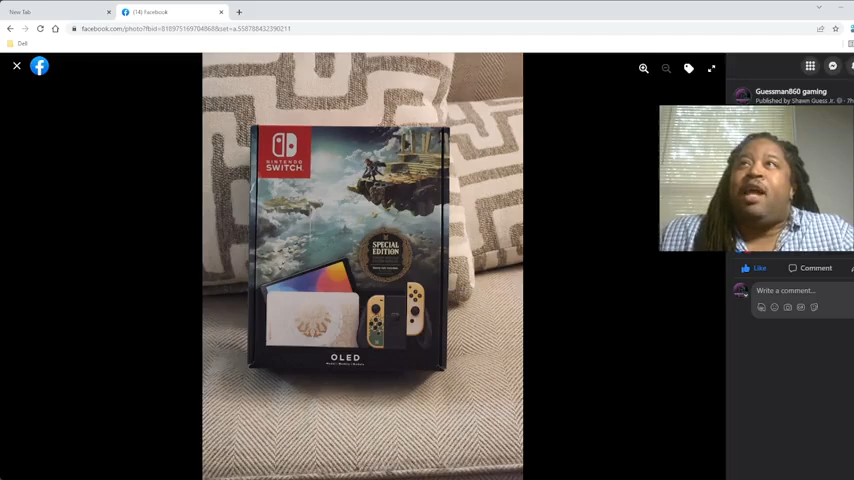 New Tab
(14) Facebook
facebook.com/photo?fbid=818975169704868&set=a.558788432390211
Dell
Guessman860 gaming
Published by Shawn Guess Jr.
NINTENDO
SWITCH
SPECIAL
EDITION
OLED
Like
Comment
Write a comment...